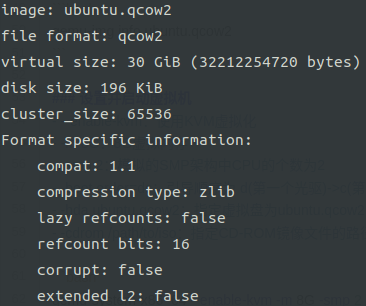 image: ubuntu.qcow2
file format: qcow2
virtual size: 30 GiB (32212254720 bytes)
disk size: 196 KiB
cluster_size: 65536
Format specific information:
    compat: 1.1
    compression type: zlib
    lazy refcounts: false
    refcount bits: 16
    corrupt: false
    extended l2: false